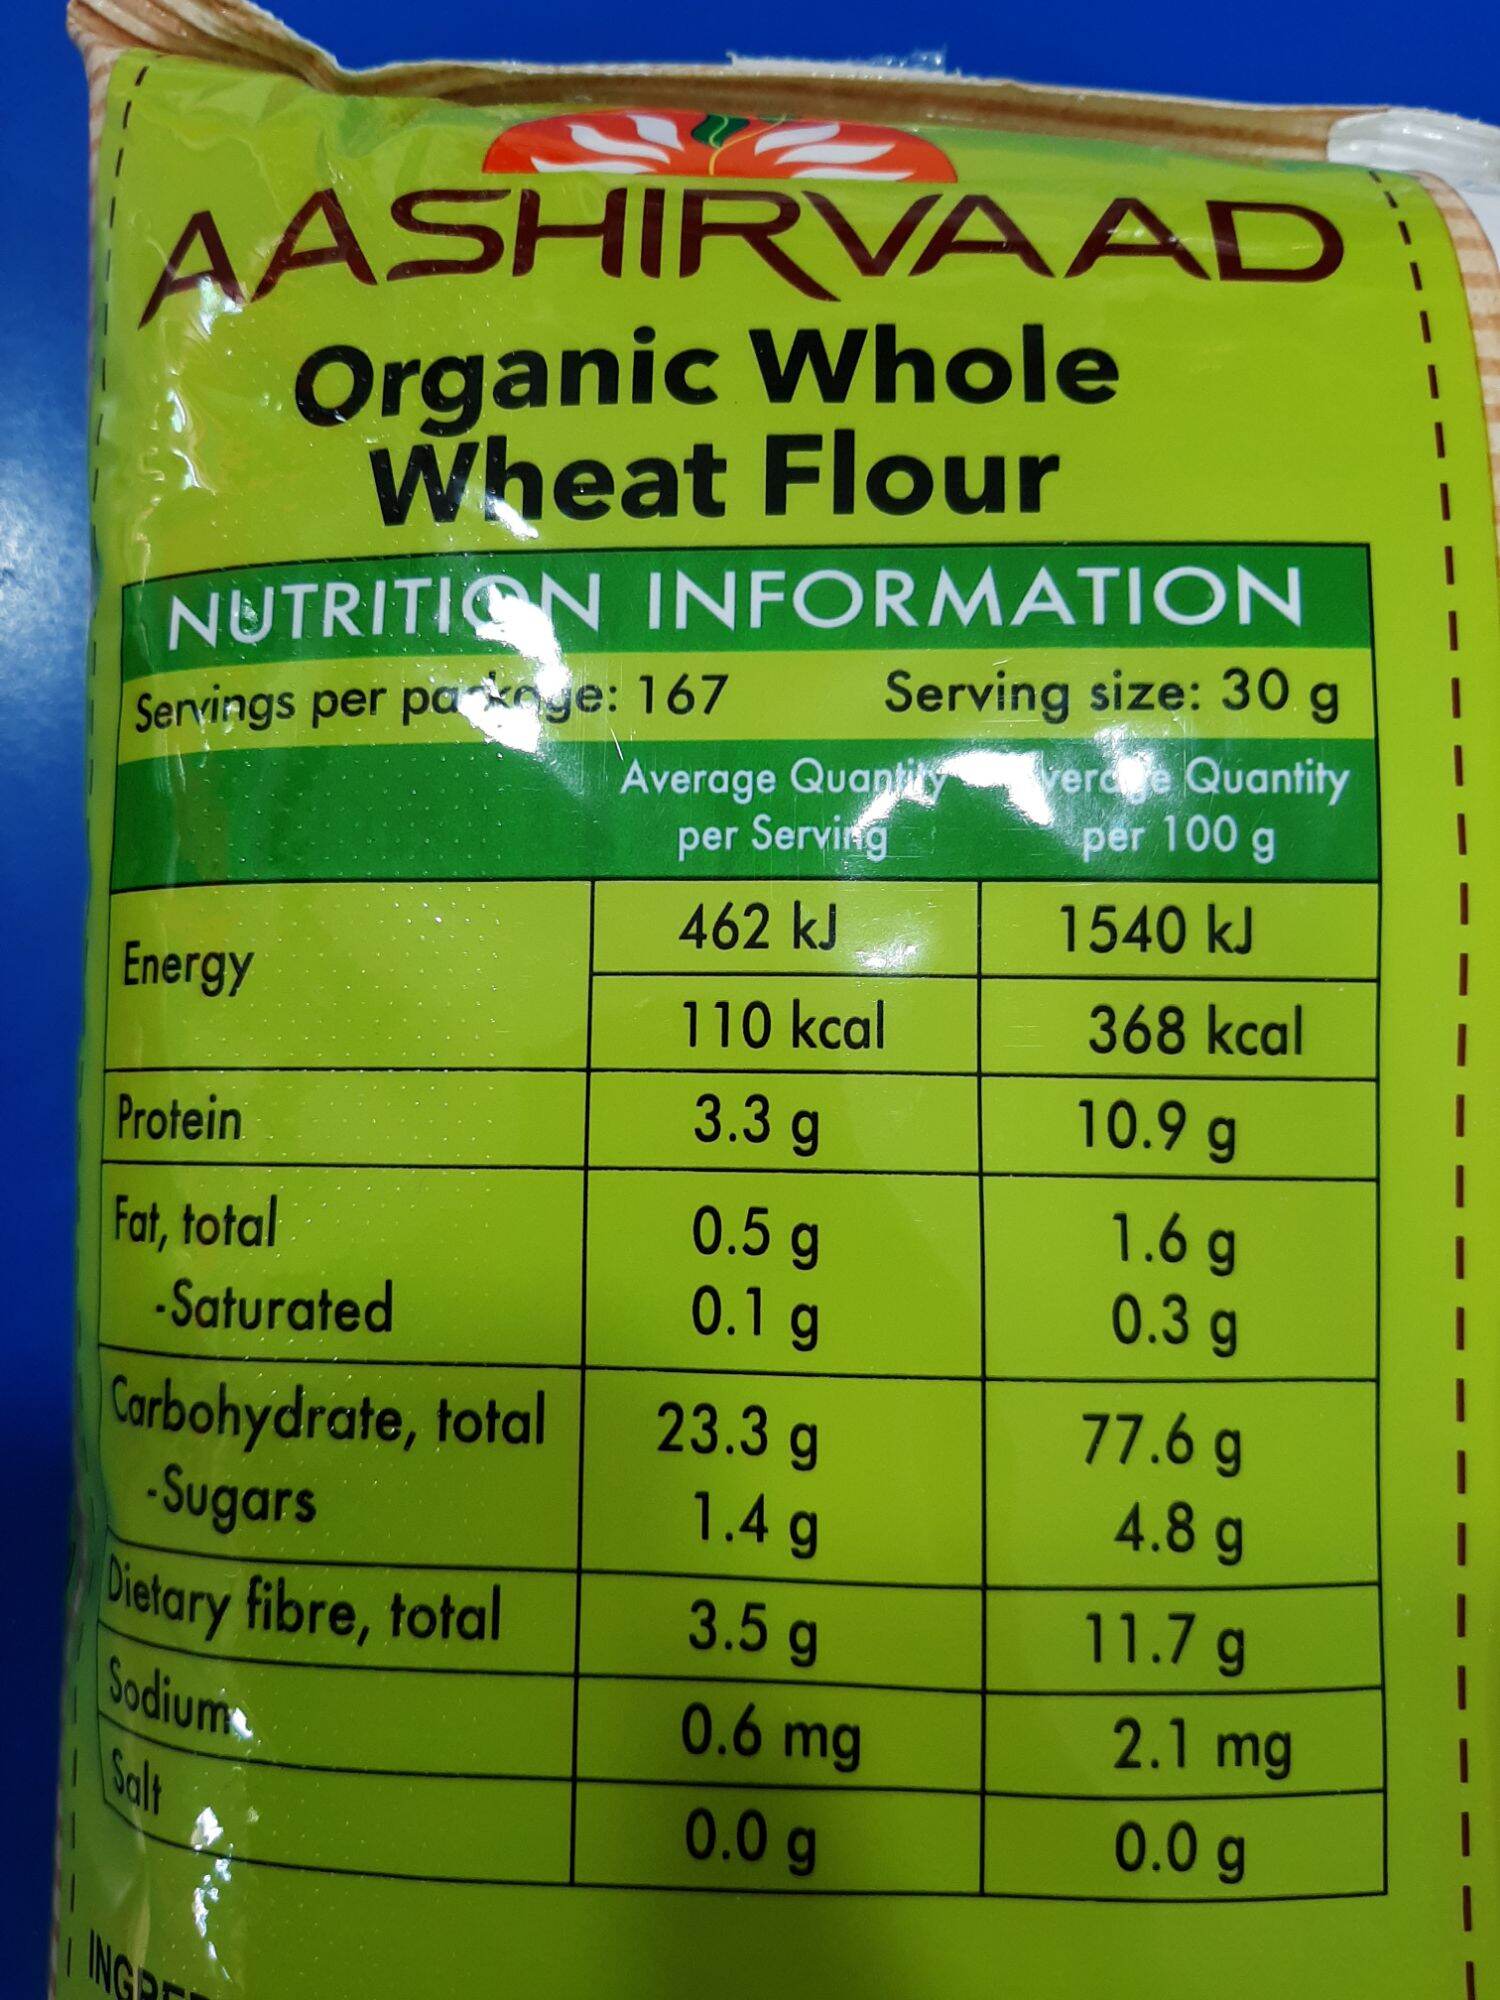 AASHIRVAAD
Organic Whole
Wheat Flour
NUTRITION INFORMATION
Servings per package: 167 Serving size: 30 g
Average Quantity Average Quantity
per Serving per 100 g
Energy 462 kJ 1540 kJ
110 kcal 368 kcal
Protein 3.3 g 10.9 g
Fat, total 0.5 g 1.6 g
-Saturated 0.1 g 0.3 g
Carbohydrate, total 23.3 g 77.6 g
-Sugars 1.4 g 4.8 g
Dietary fibre, total 3.5 g 11.7 g
Sodium 0.6 mg 2.1 mg
Salt 0.0 g 0.0 g